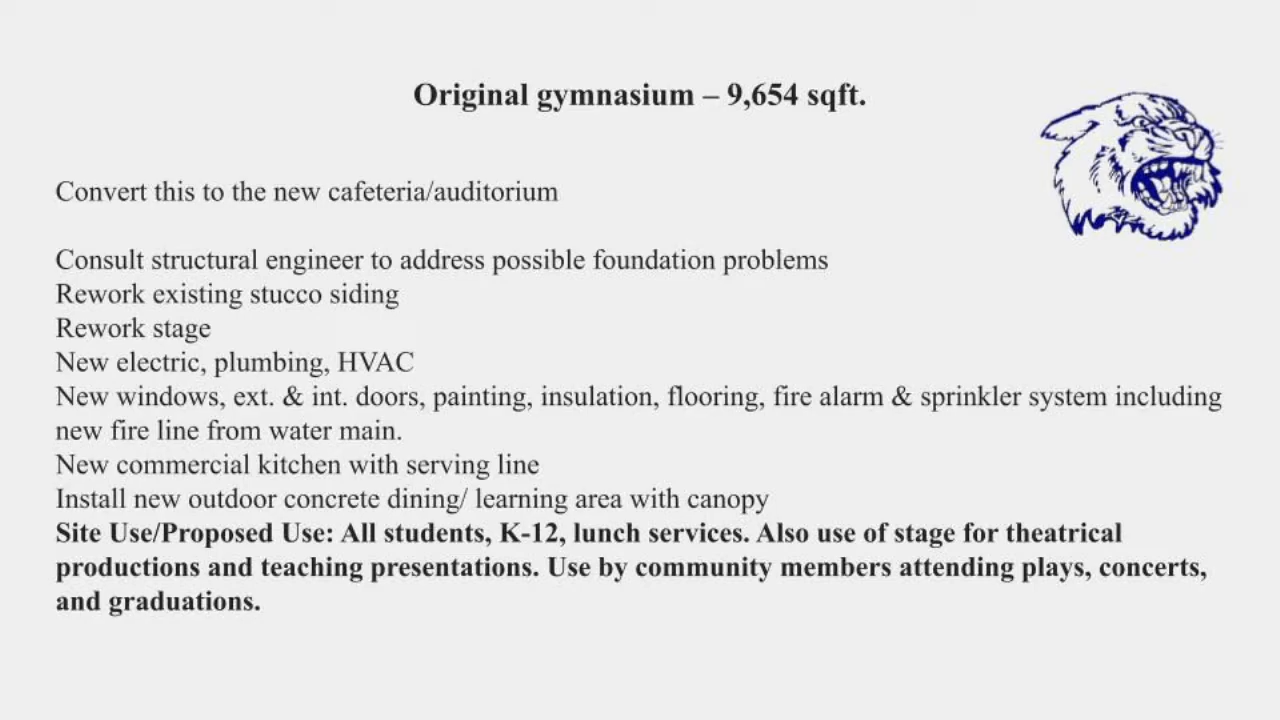 Original gymnasium – 9,654 sqft.
Convert this to the new cafeteria/auditorium
Consult structural engineer to address possible foundation problems
Rework existing stucco siding
Rework stage
New electric, plumbing, HVAC
New windows, ext. & int. doors, painting, insulation, flooring, fire alarm & sprinkler system including
new fire line from water main.
New commercial kitchen with serving line
Install new outdoor concrete dining/ learning area with canopy
Site Use/Proposed Use: All students, K-12, lunch services. Also use of stage for theatrical
productions and teaching presentations. Use by community members attending plays, concerts,
and graduations.